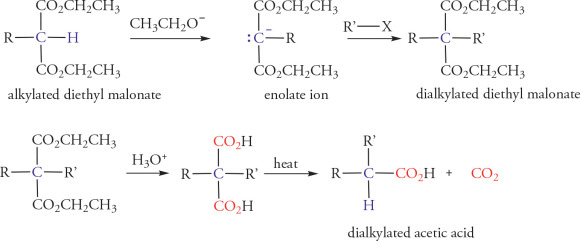 CO₂CH₂CH₃ CO₂CH₂CH₃ CO₂CH₂CH₃
R—C—H CH₃CH₂O⁻ :C⁻—R R'—X R—C—R'
CO₂CH₂CH₃ CO₂CH₂CH₃ CO₂CH₂CH₃
alkylated diethyl malonate enolate ion dialkylated diethyl malonate
CO₂CH₂CH₃ CO₂H R'
R—C—R' H₃O⁺ R—C—R' heat R—C—CO₂H + CO₂
CO₂CH₂CH₃ CO₂H H
dialkylated acetic acid